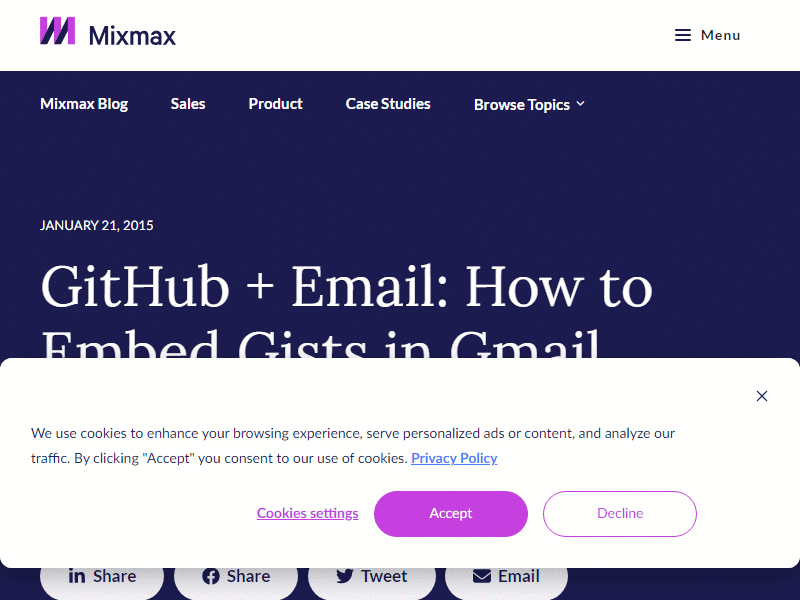 Mixmax
Menu
Mixmax Blog
Sales
Product
Case Studies
Browse Topics
JANUARY 21, 2015
GitHub + Email: How to
Embed Gists in Gmail
We use cookies to enhance your browsing experience, serve personalized ads or content, and analyze our
traffic. By clicking "Accept" you consent to our use of cookies. Privacy Policy
Cookies settings
Accept
Decline
Share
Share
Tweet
Email